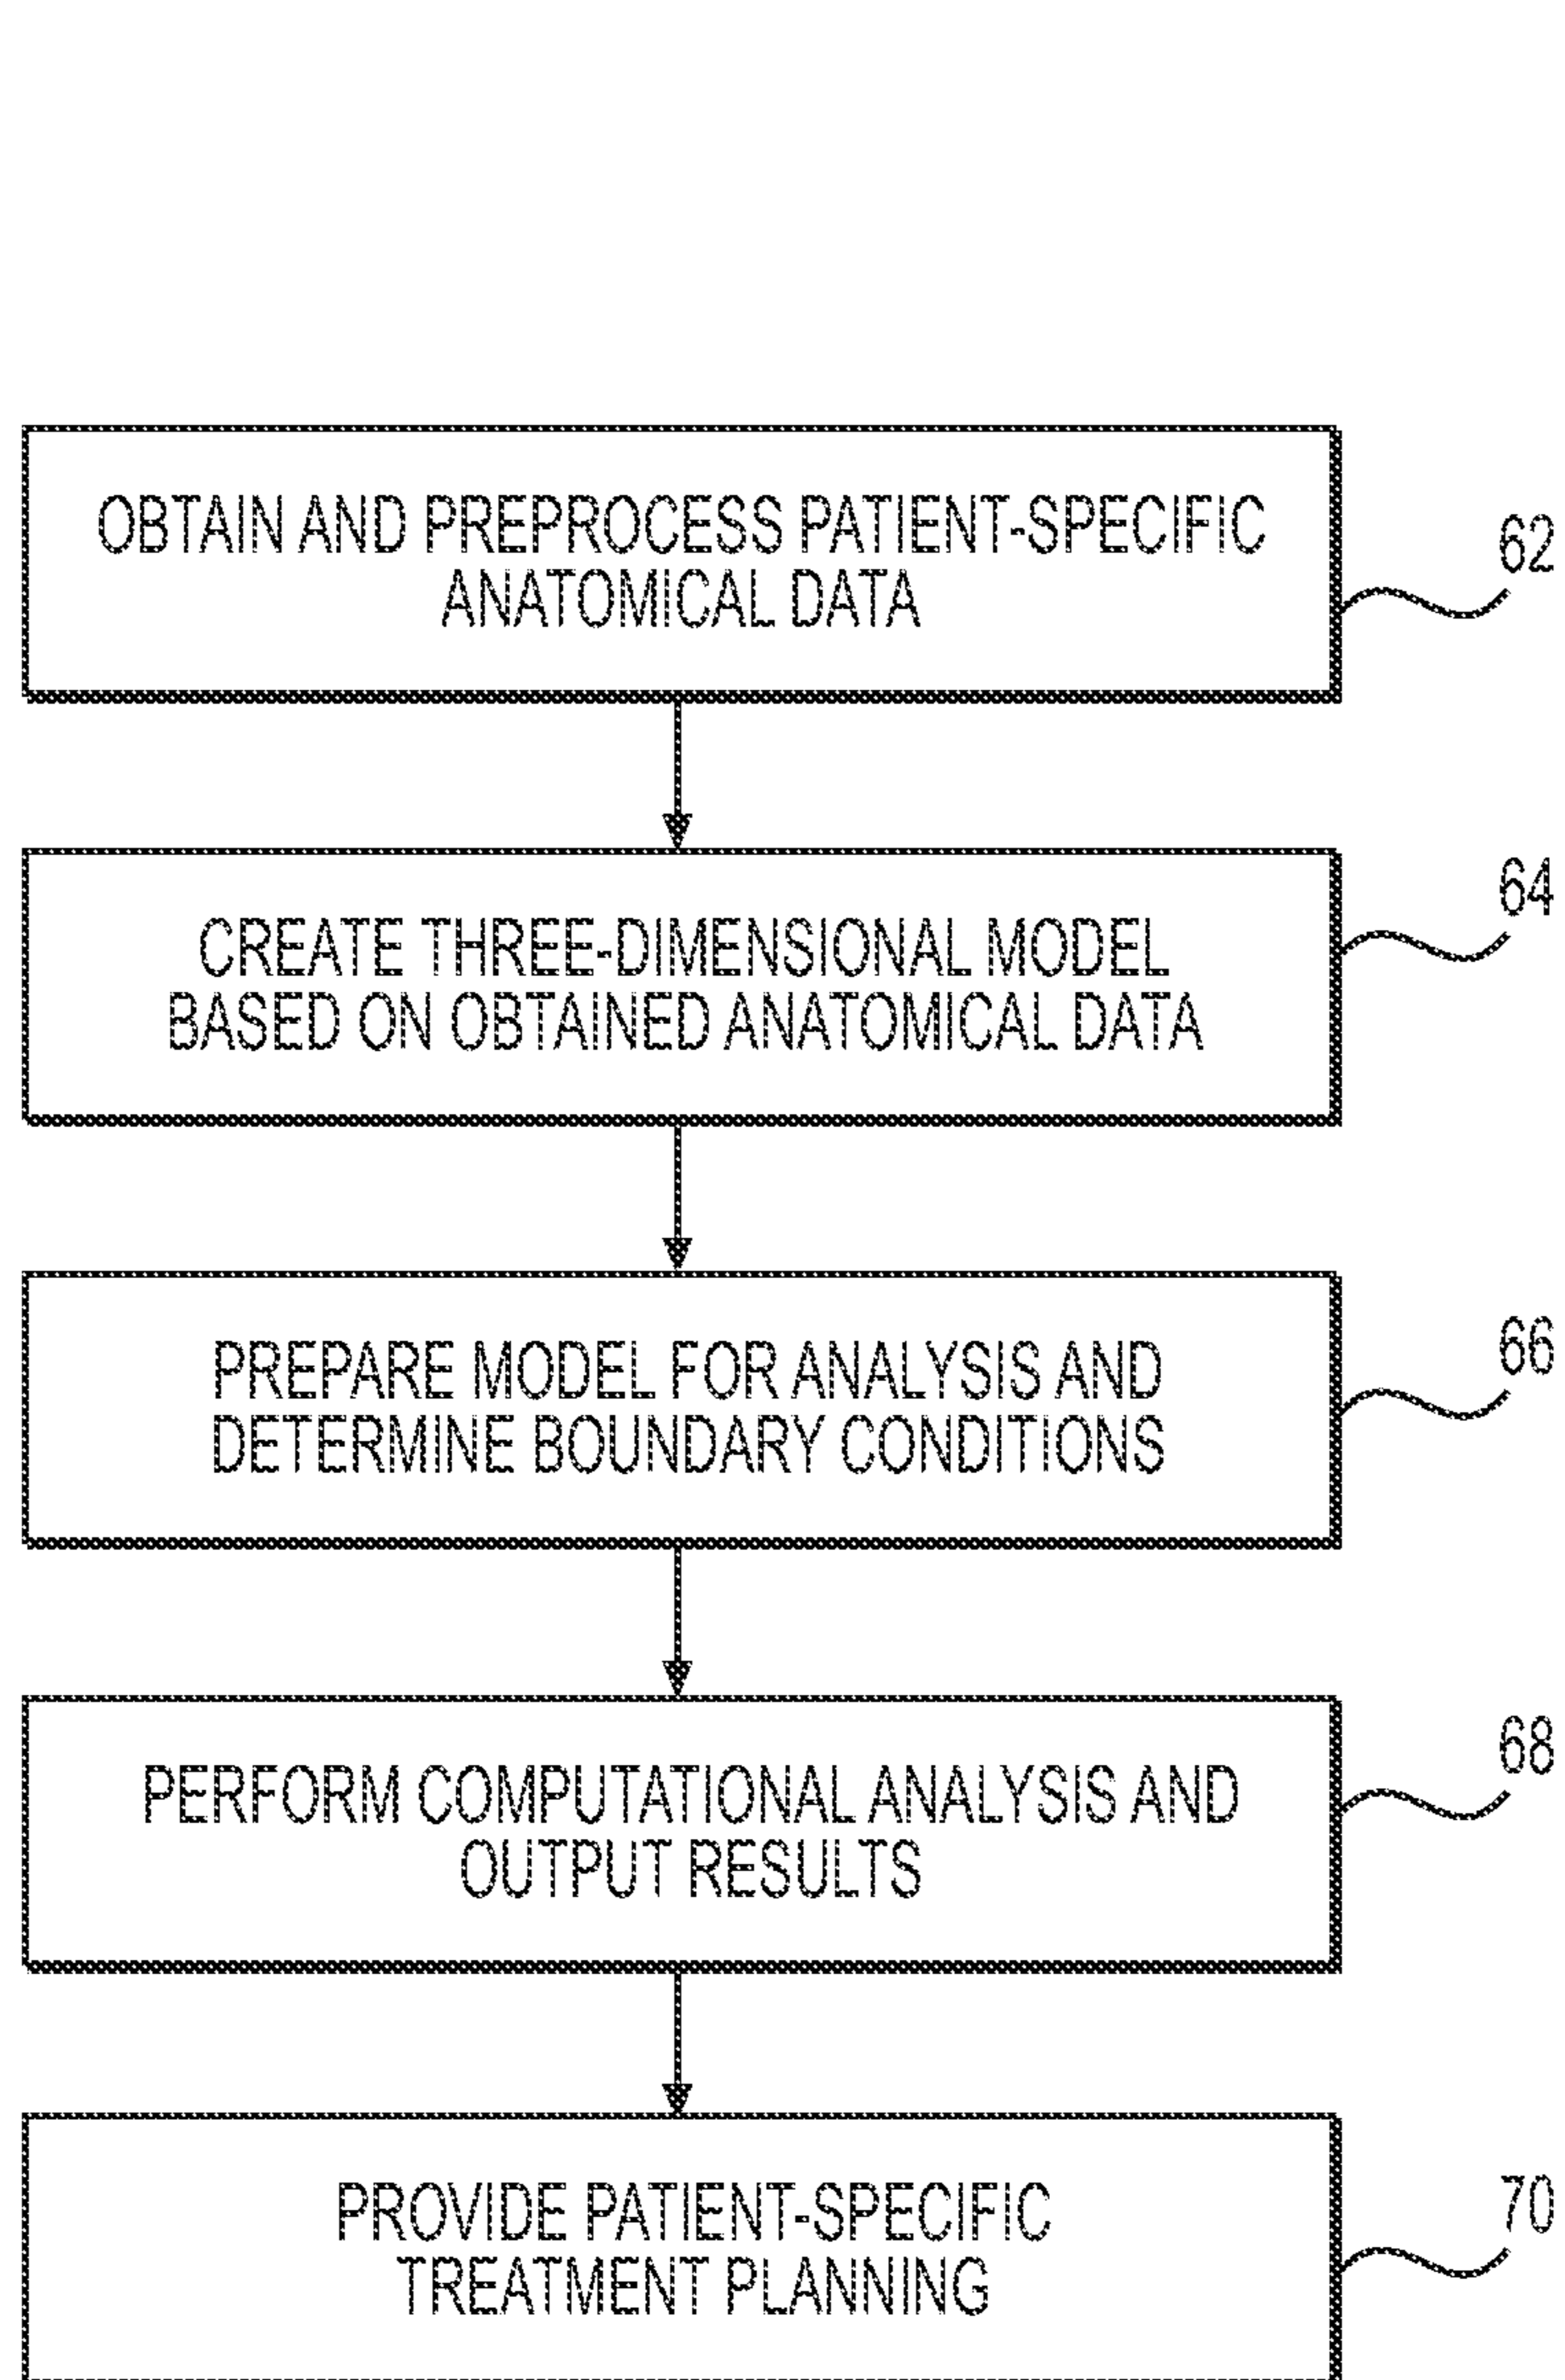 OBTAIN AND PREPROCESS PATIENT-SPECIFIC
ANATOMICAL DATA
62
CREATE THREE-DIMENSIONAL MODEL
BASED ON OBTAINED ANATOMICAL DATA
64
PREPARE MODEL FOR ANALYSIS AND
DETERMINE BOUNDARY CONDITIONS
66
PERFORM COMPUTATIONAL ANALYSIS AND
OUTPUT RESULTS
68
PROVIDE PATIENT-SPECIFIC
TREATMENT PLANNING
70